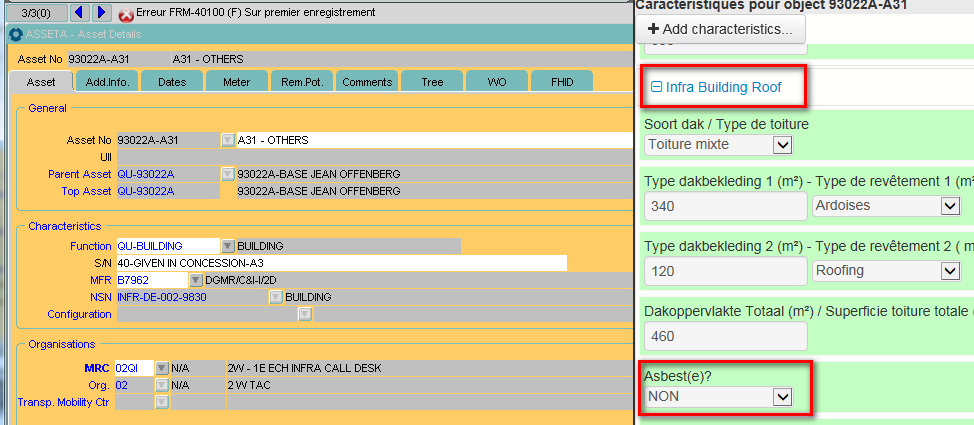 3/3(0) Erreur FRM-40100 (F) Sur premier enregistrement
ASSETA - Asset Details
Asset No 93022A-A31 A31 - OTHERS
Asset Add.Info. Dates Meter Rem.Pot. Comments Tree WO FHID
General
Asset No 93022A-A31 A31 - OTHERS
UII
Parent Asset QU-93022A 93022A-BASE JEAN OFFENBERG
Top Asset QU-93022A 93022A-BASE JEAN OFFENBERG
Characteristics
Function QU-BUILDING BUILDING
S/N 40-GIVEN IN CONCESSION-A3
MFR B7962 DGMR/C&I-I/2D
NSN INFR-DE-002-9830 BUILDING
Configuration
Organisations
MRC 02QI N/A 2W - 1E ECH INFRA CALL DESK
Org. 02 N/A 2 W TAC
Transp. Mobility Ctr
Caractéristiques pour object 93022A-A31
Add characteristics...
Infra Building Roof
Soort dak / Type de toiture
Toiture mixte
Type dakbekleding 1 (m²) - Type de revêtement 1 (m²
340 Ardoises
Type dakbekleding 2 (m²) - Type de revêtement 2 ( m
120 Roofing
Dakoppervlakte Totaal (m²) / Superficie toiture totale (
460
Asbest(e)?
NON